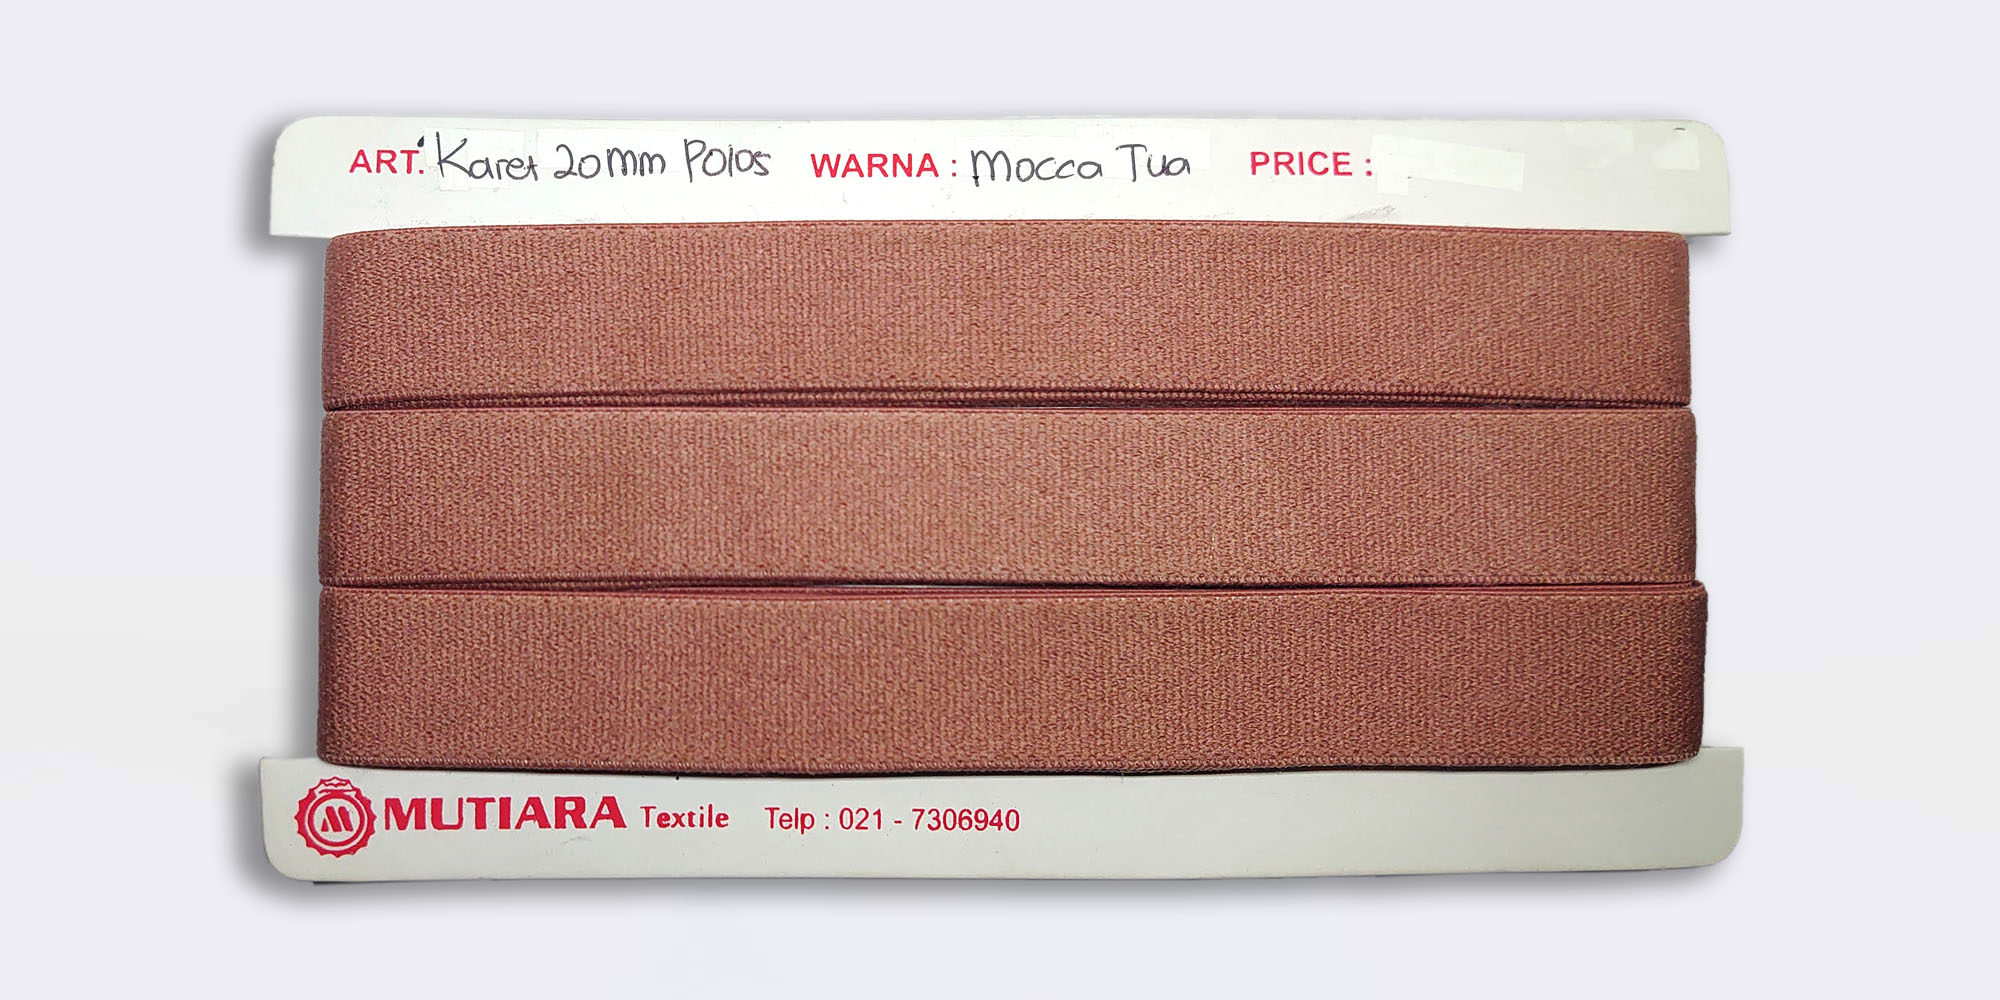 ART. Karet 20mm Polos WARNA : Mocca Tua PRICE :
M MUTIARA Textile Telp : 021 - 7306940